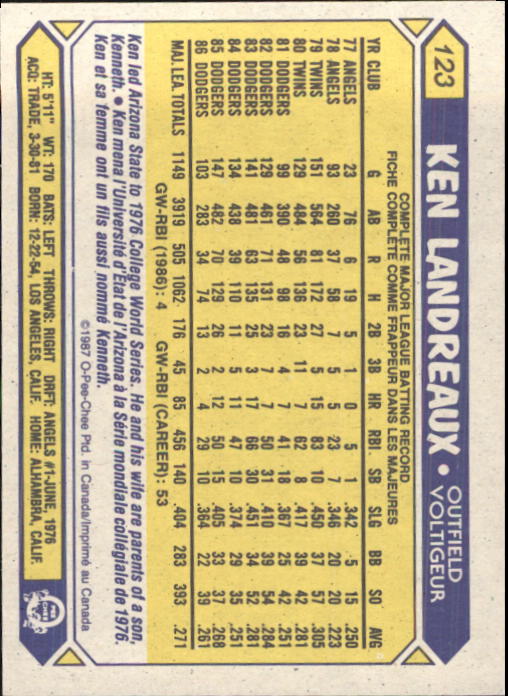 123
KEN LANDREAUX • OUTFIELD
VOLTIGEUR
COMPLETE MAJOR LEAGUE BATTING RECORD
FICHE COMPLÈTE COMME FRAPPEUR DANS LES MAJEURES
YR CLUB G AB R H 2B 3B HR RBI SB SLG BB SO AVG
77 ANGELS 23 76 6 19 5 1 0 5 1 .342 5 15 .250
78 ANGELS 93 260 37 58 7 5 5 23 7 .346 20 20 .223
79 TWINS 151 564 81 172 27 5 15 83 10 .450 37 57 .305
80 TWINS 129 484 56 136 23 11 7 62 8 .417 39 42 .281
81 DODGERS 99 390 48 98 16 4 7 41 18 .367 25 42 .251
82 DODGERS 129 461 71 131 23 7 7 50 31 .410 39 54 .284
83 DODGERS 141 481 63 135 25 3 17 66 30 .451 34 52 .281
84 DODGERS 134 438 39 110 11 5 11 47 10 .374 29 35 .251
85 DODGERS 147 482 70 129 26 2 12 50 15 .405 33 37 .268
86 DODGERS 103 283 34 74 13 2 4 29 10 .364 22 39 .261
MAJ. LEA. TOTALS 1149 3919 505 1062 176 45 85 456 140 .404 283 393 .271
GW-RBI (1986): 4 GW-RBI (CAREER): 53
Ken led Arizona State to 1976 College World Series. He and his wife are parents of a son,
Kenneth. • Ken mena l'Université d'État de l'Arizona à la Série mondiale collégiale de 1976.
Ken et sa femme ont un fils aussi nommé Kenneth.
©1987 O-Pee-Chee Ptd. in Canada/Imprimé au Canada
HT: 5'11" WT: 170 BATS: LEFT THROWS: RIGHT DRFT: ANGELS #1-JUNE, 1976
ACQ: TRADE, 3-30-81 BORN: 12-22-54, LOS ANGELES, CALIF. HOME: ALHAMBRA, CALIF.
O PEE CHEE